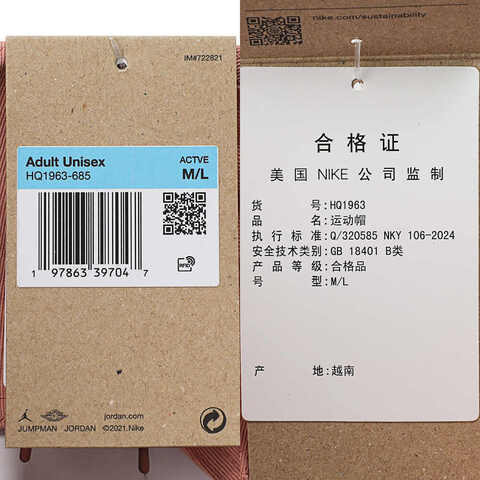 IM#722821
Adult Unisex
HQ1963-685
ACTVE
M/L
RFID
1 97863 39704 7
JUMPMAN JORDAN
jordan.com
©2021.Nike
nike.com/sustainability
合格证
美国 NIKE 公司监制
货 号:HQ1963
品 名:运动帽
执行标准:Q/320585 NKY 106-2024
安全技术类别:GB 18401 B类
产品等级:合格品
号 型:M/L
产 地:越南